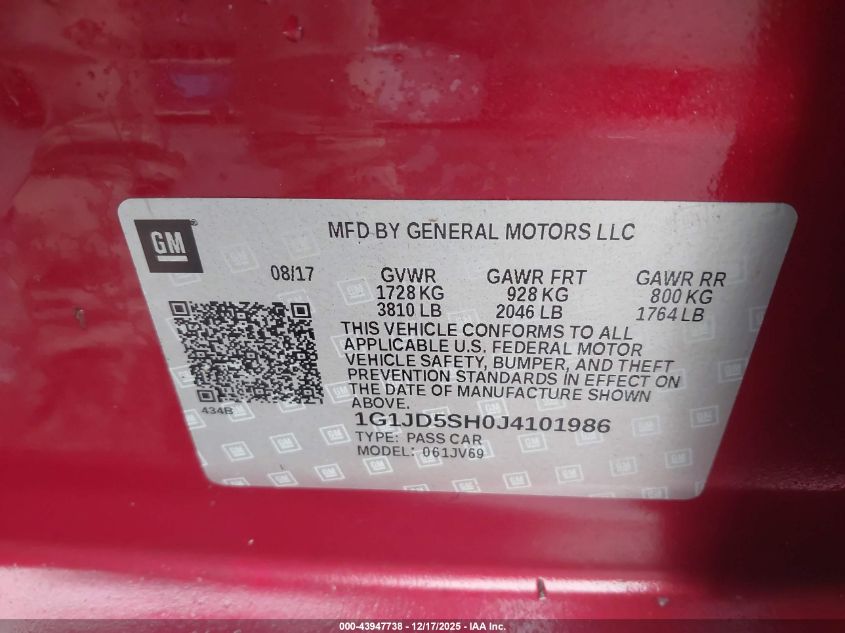 GM
MFD BY GENERAL MOTORS LLC
08/17 GVWR GAWR FRT GAWR RR
1728 KG 928 KG 800 KG
3810 LB 2046 LB 1764 LB
THIS VEHICLE CONFORMS TO ALL
APPLICABLE U.S. FEDERAL MOTOR
VEHICLE SAFETY, BUMPER, AND THEFT
PREVENTION STANDARDS IN EFFECT ON
THE DATE OF MANUFACTURE SHOWN
ABOVE.
434B
1G1JD5SH0J4101986
TYPE: PASS CAR
MODEL: 061JV69
000-43947738 - 12/17/2025 - IAA Inc.